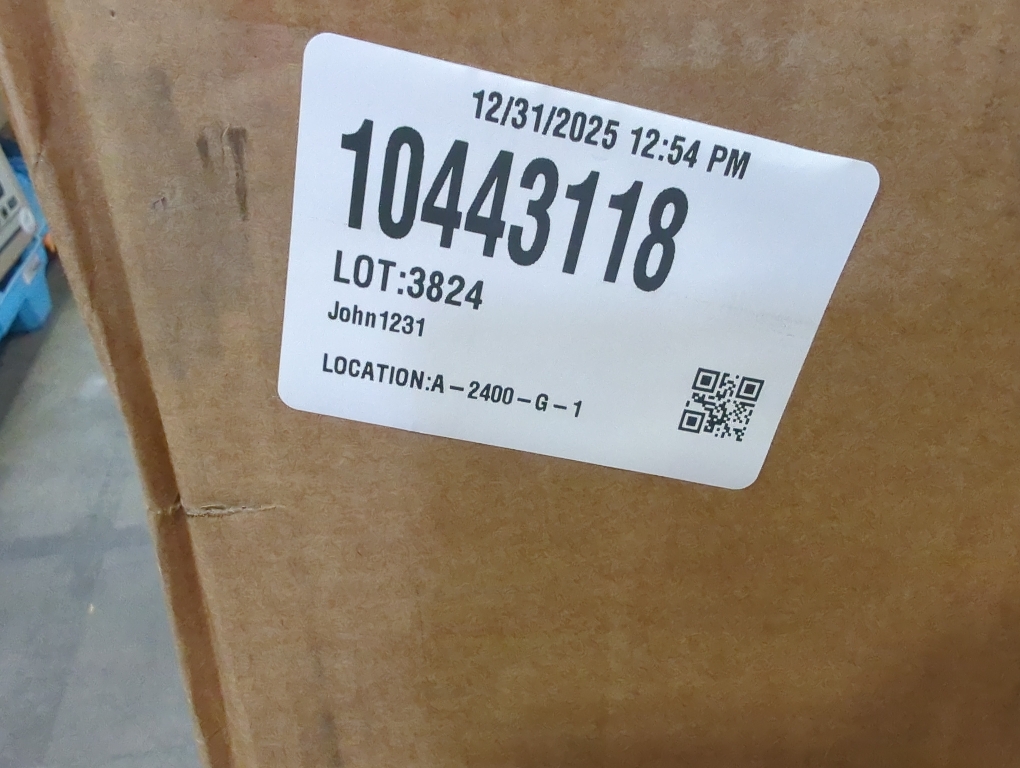 12/31/2025 12:54 PM
10443118
LOT:3824
John1231
LOCATION:A-2400-G-1